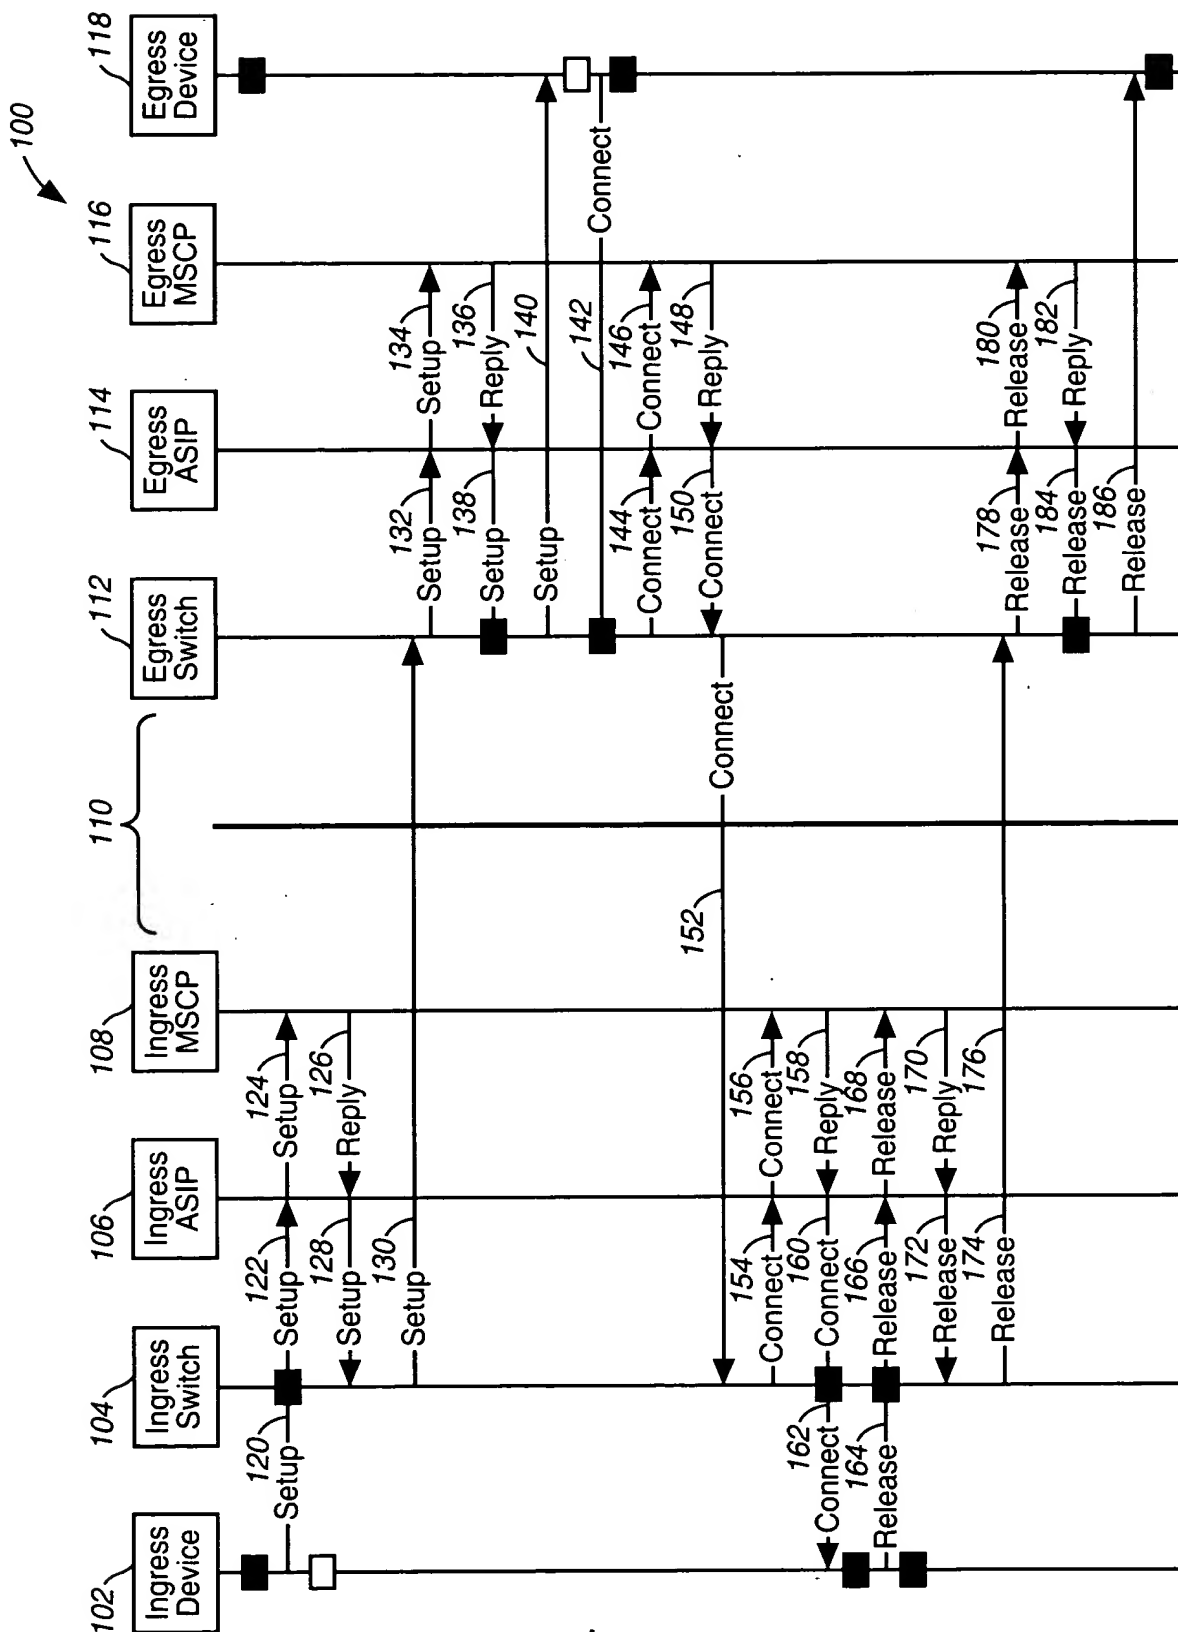 100
102
Ingress
Device
104
Ingress
Switch
106
Ingress
ASIP
108
Ingress
MSCP
110
112
Egress
Switch
114
Egress
ASIP
116
Egress
MSCP
118
Egress
Device
120
Setup
122
Setup
124
Setup
126
Reply
128
Setup
130
Setup
132
Setup
134
Setup
136
Reply
138
Setup
140
Setup
142
Connect
144
Connect
146
Connect
148
Reply
150
Connect
152
Connect
154
Connect
156
Connect
158
Reply
160
Connect
162
Connect
164
Release
166
Release
168
Release
170
Reply
172
Release
174
Release
176
178
Release
180
Release
182
Reply
184
Release
186
Release